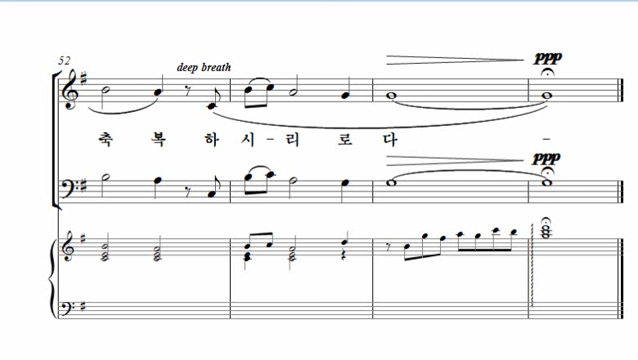 52
deep breath
ppp
축 복 하 시 - 리 로 다 -
ppp